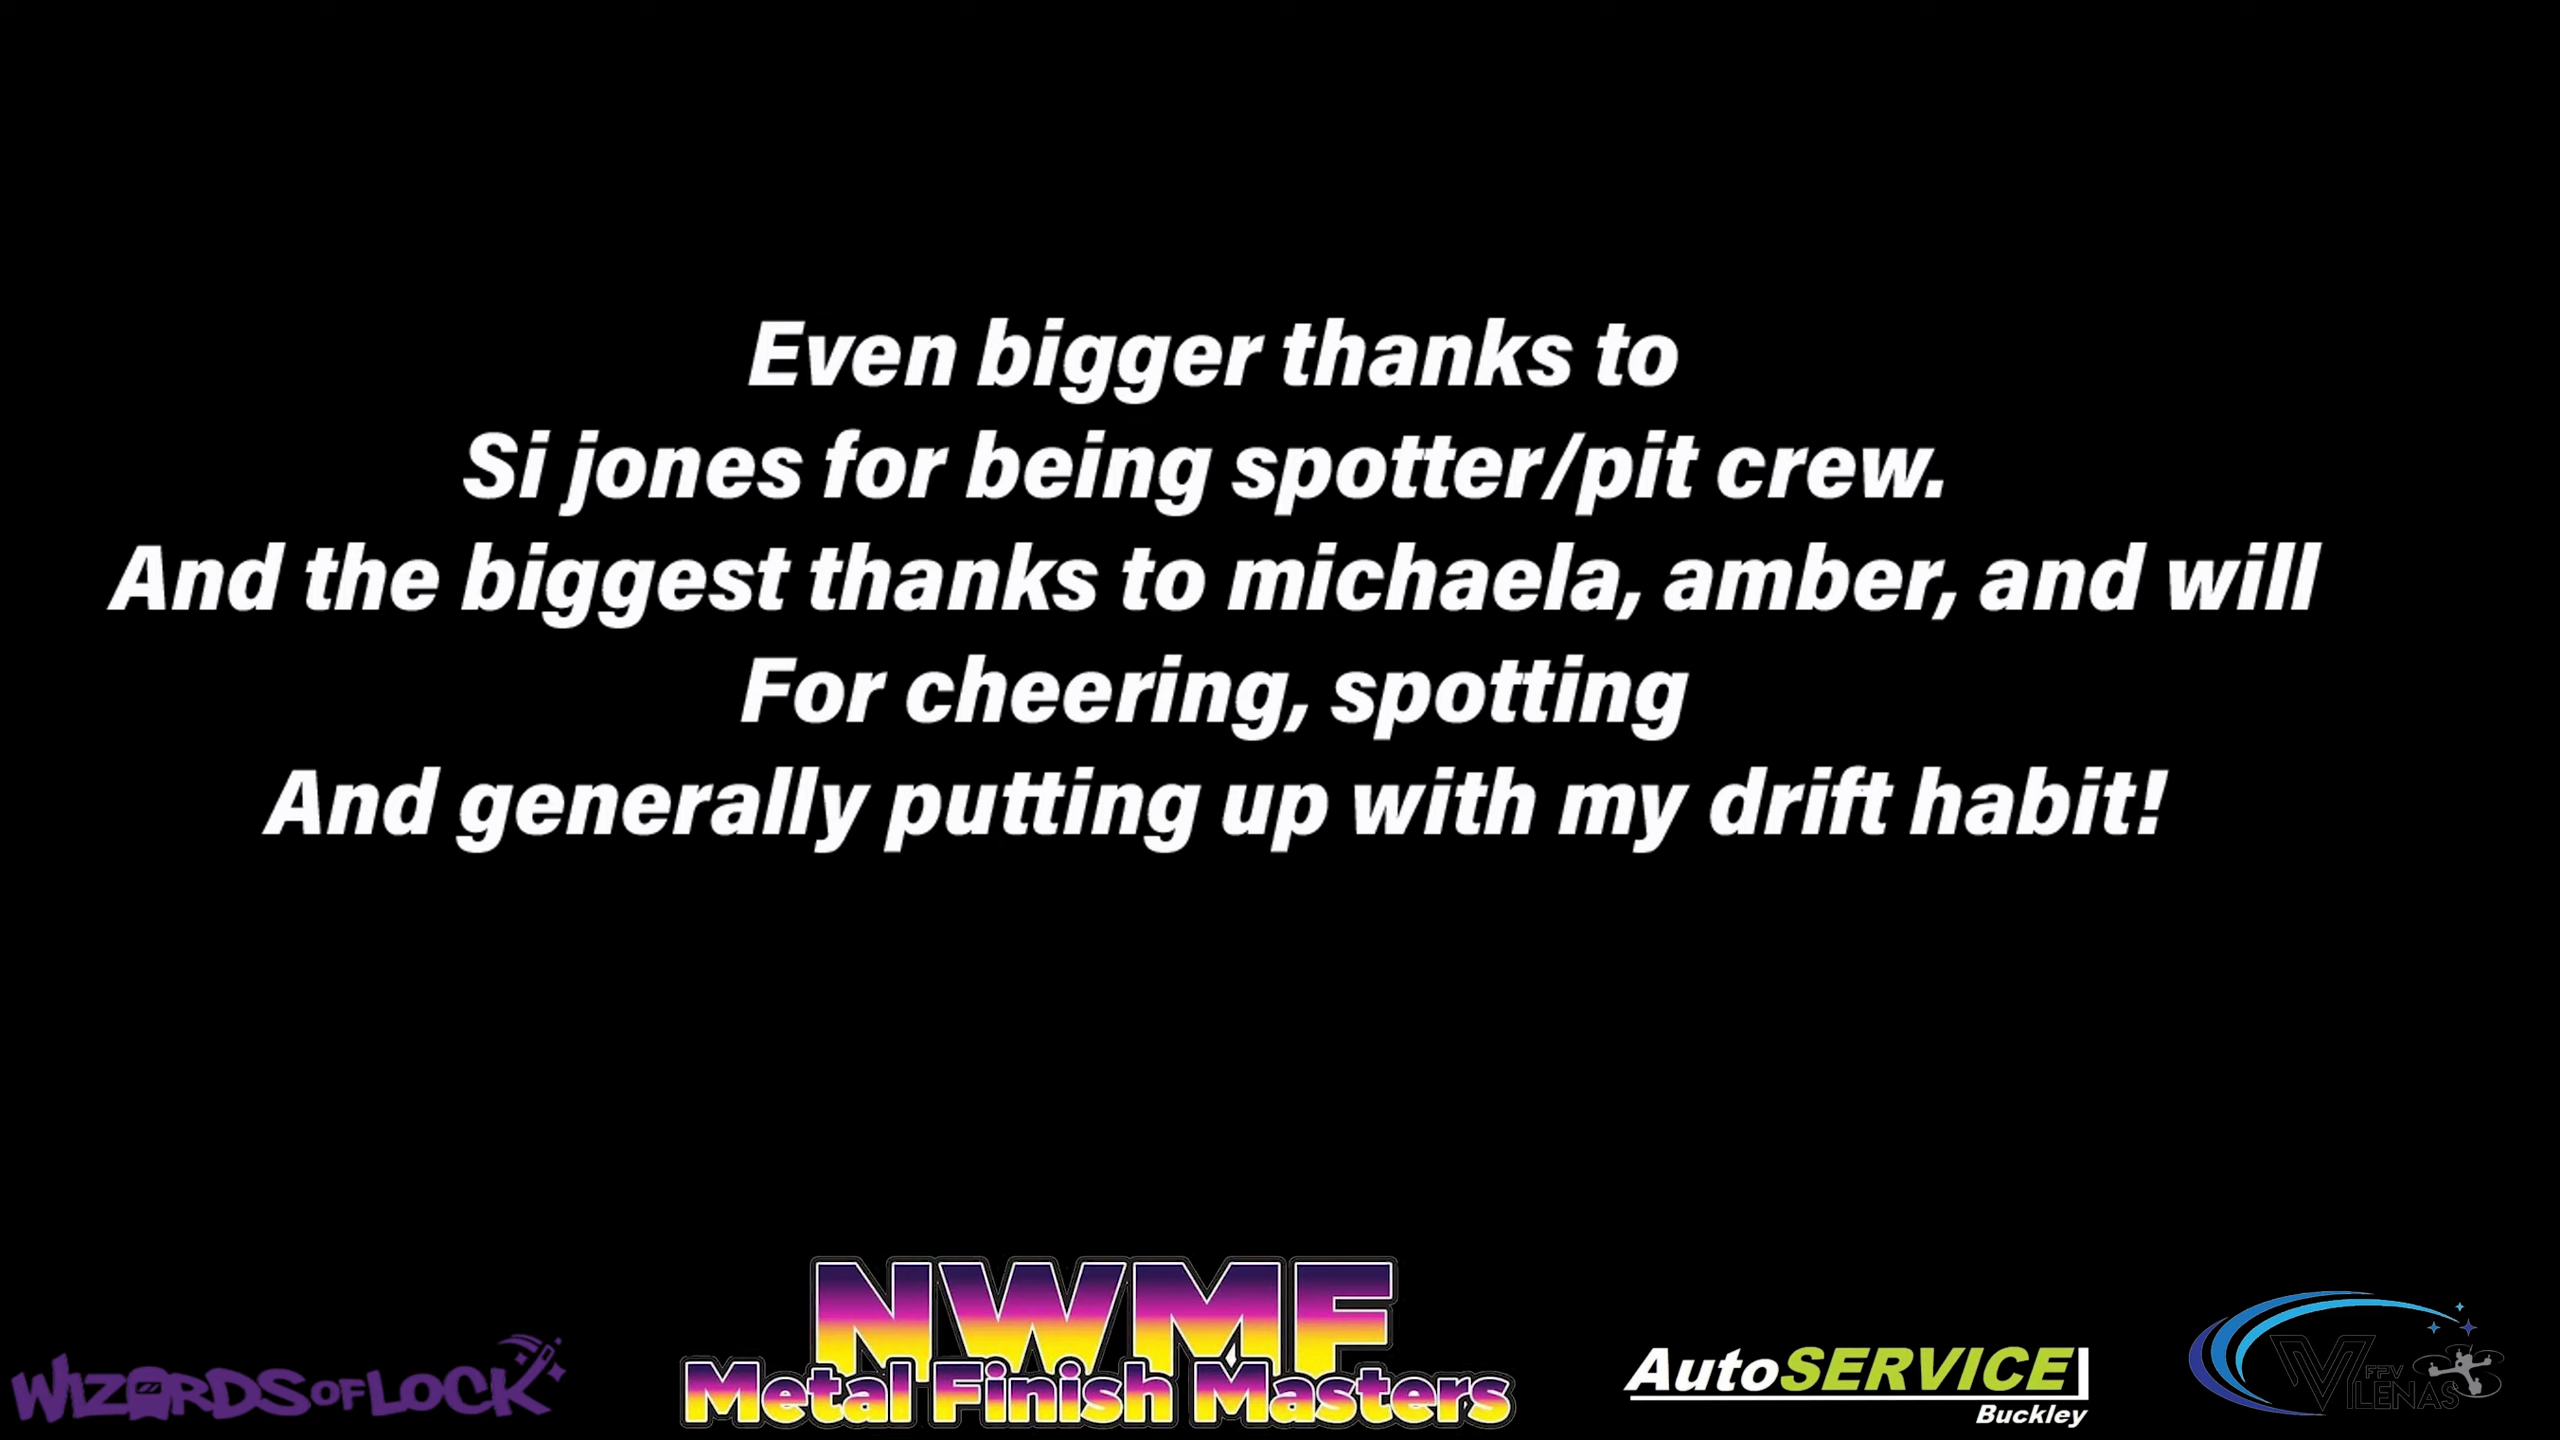 Even bigger thanks to
Si jones for being spotter/pit crew.
And the biggest thanks to michaela, amber, and will
For cheering, spotting
And generally putting up with my drift habit!
WIZARDS OF LOCK
NWMF
Metal Finish Masters
AutoSERVICE
Buckley
FPV
VILENAS